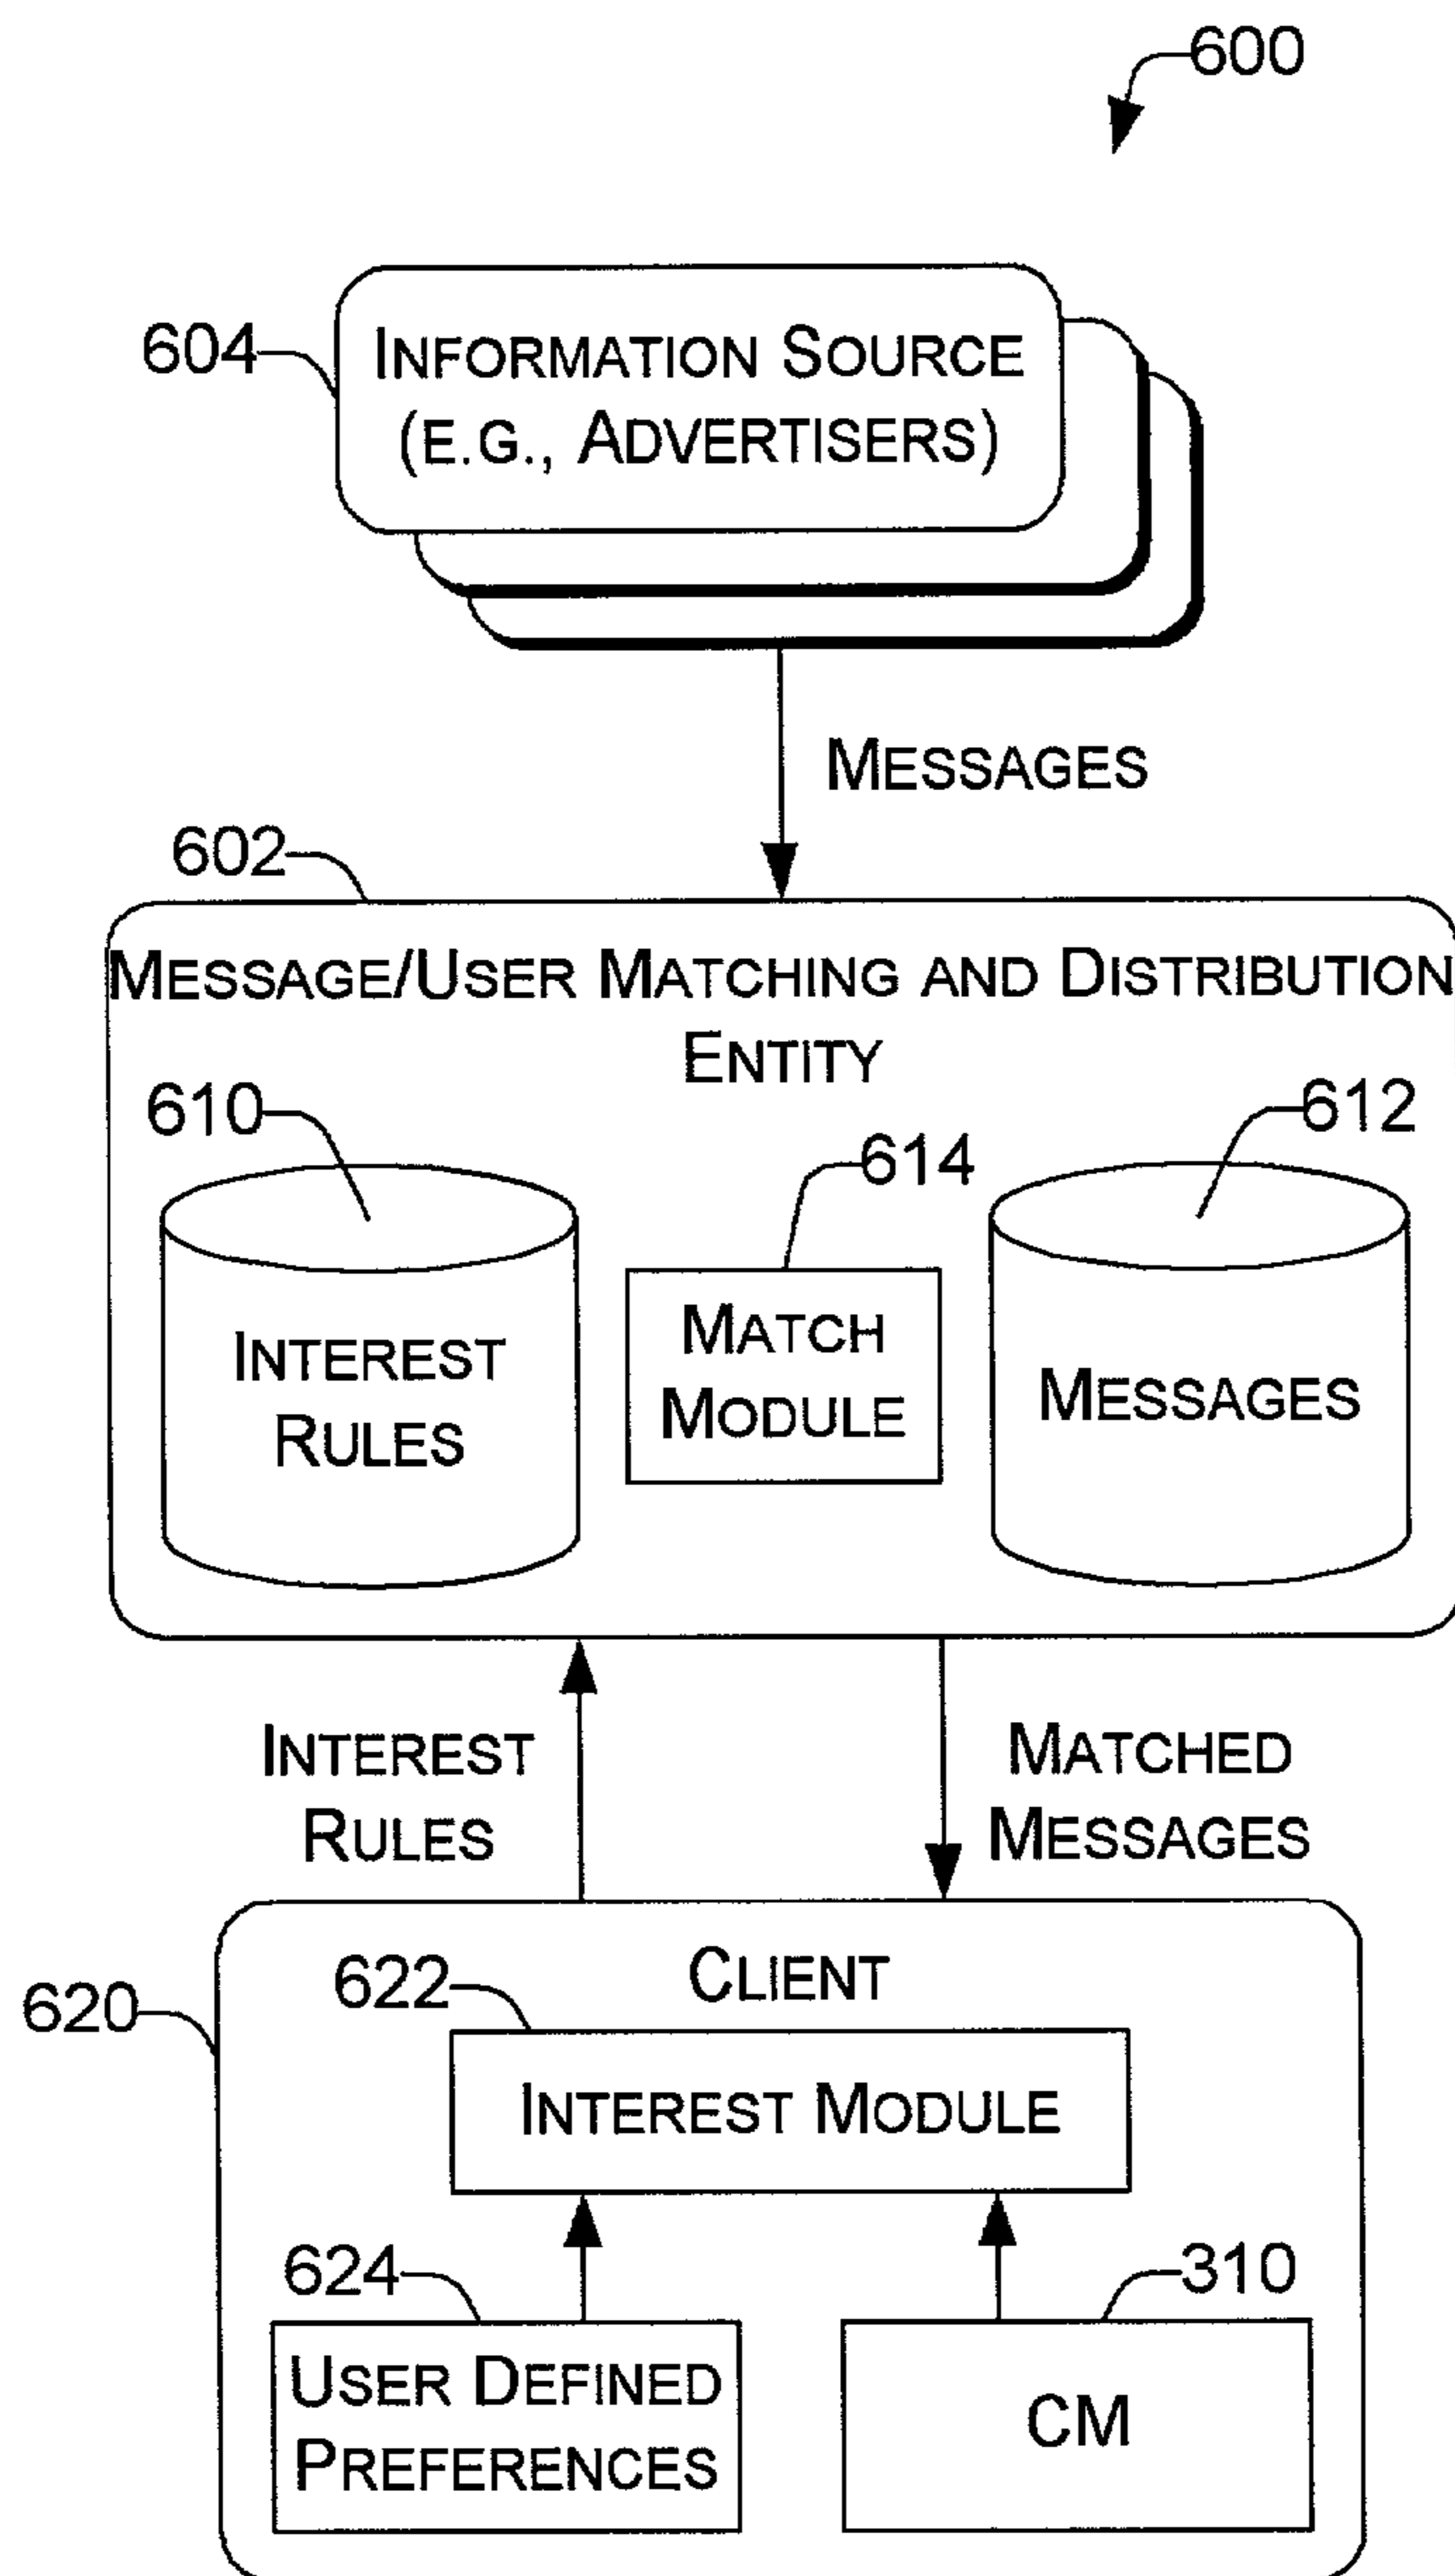 600
604
INFORMATION SOURCE
(E.G., ADVERTISERS)
MESSAGES
602
MESSAGE/USER MATCHING AND DISTRIBUTION
ENTITY
610
614
612
INTEREST
RULES
MATCH
MODULE
MESSAGES
INTEREST
RULES
MATCHED
MESSAGES
620
622
CLIENT
INTEREST MODULE
624
310
USER DEFINED
PREFERENCES
CM